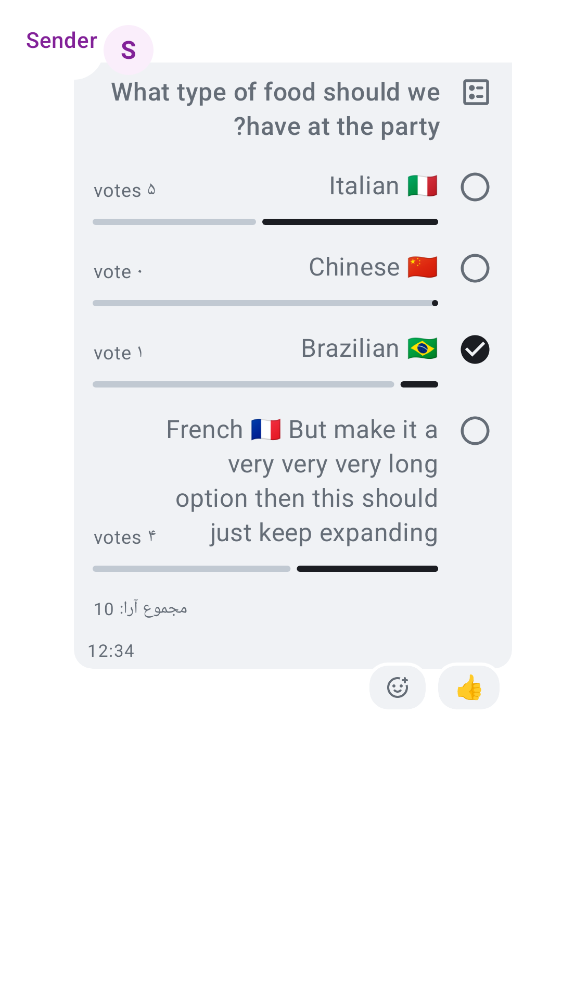 Sender
S
What type of food should we
have at the party?
Italian 🇮🇹
۵ votes
Chinese 🇨🇳
۰ vote
Brazilian 🇧🇷
۱ vote
French 🇫🇷 But make it a
very very very long
option then this should
just keep expanding
۴ votes
مجموع آرا: 10
12:34
👍